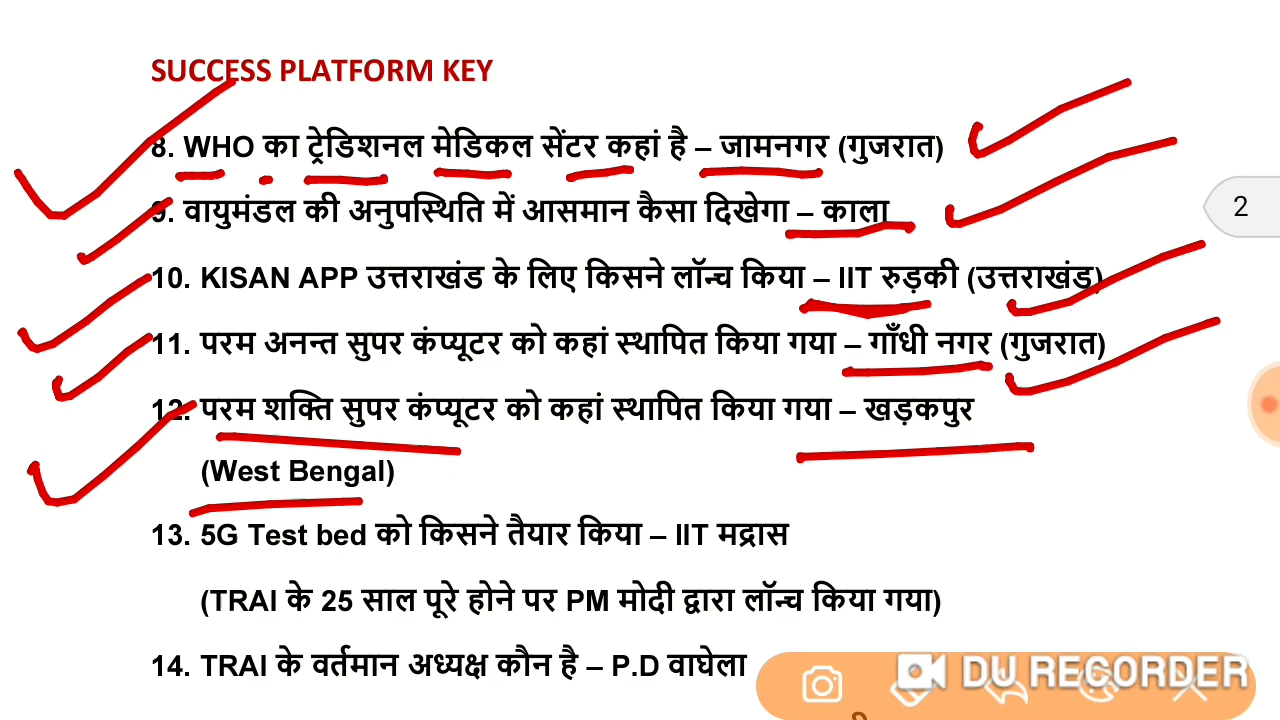 SUCCESS PLATFORM KEY
8. WHO का ट्रेडिशनल मेडिकल सेंटर कहां है – जामनगर (गुजरात)
9. वायुमंडल की अनुपस्थिति में आसमान कैसा दिखेगा – काला
2
10. KISAN APP उत्तराखंड के लिए किसने लॉन्च किया – IIT रुड़की (उत्तराखंड)
11. परम अनन्त सुपर कंप्यूटर को कहां स्थापित किया गया – गाँधी नगर (गुजरात)
12. परम शक्ति सुपर कंप्यूटर को कहां स्थापित किया गया – खड़कपुर
(West Bengal)
13. 5G Test bed को किसने तैयार किया – IIT मद्रास
(TRAI के 25 साल पूरे होने पर PM मोदी द्वारा लॉन्च किया गया)
14. TRAI के वर्तमान अध्यक्ष कौन है – P.D वाघेला
DU RECORDER